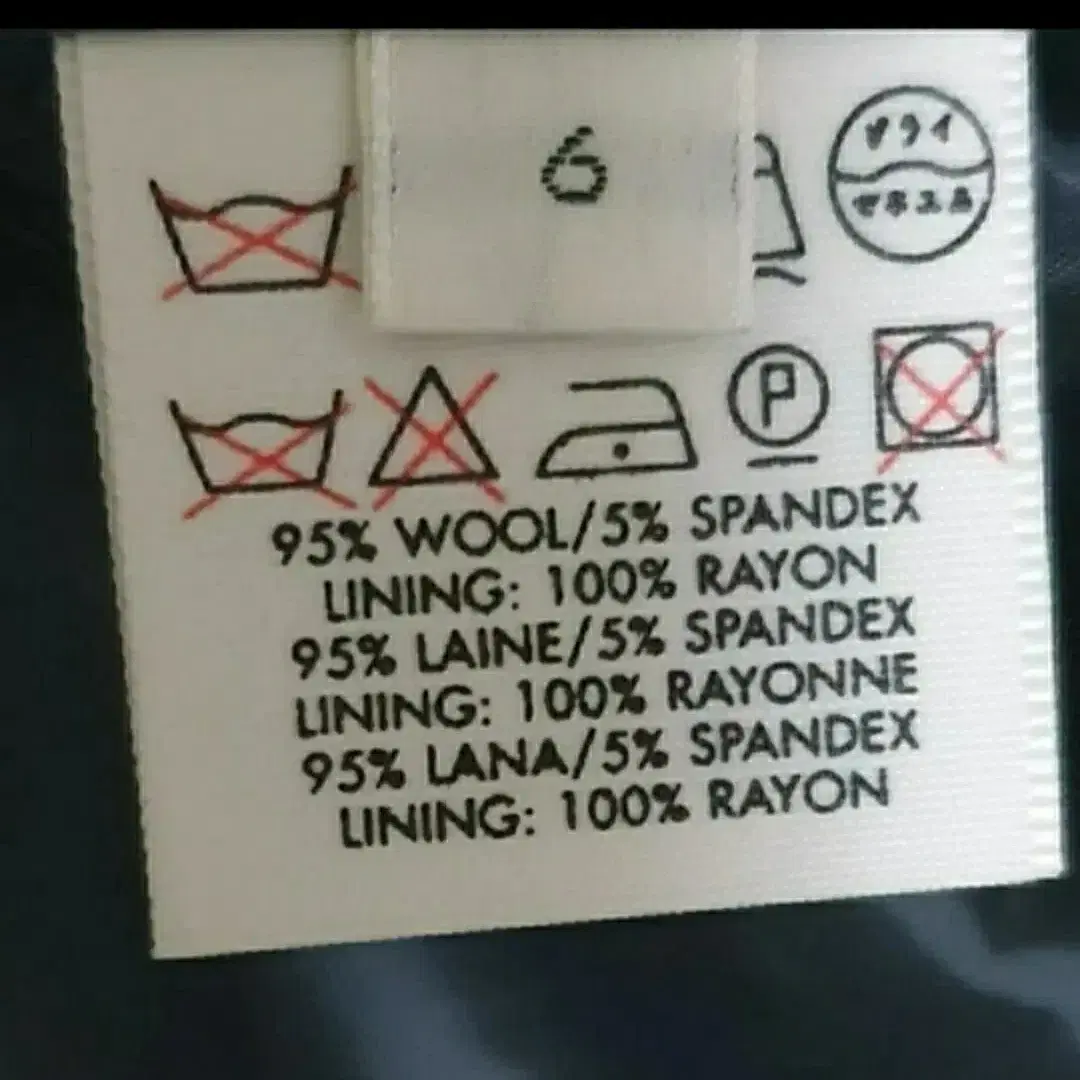 6
ドライ
セキユ系
P
95% WOOL/5% SPANDEX
LINING: 100% RAYON
95% LAINE/5% SPANDEX
LINING: 100% RAYONNE
95% LANA/5% SPANDEX
LINING: 100% RAYON